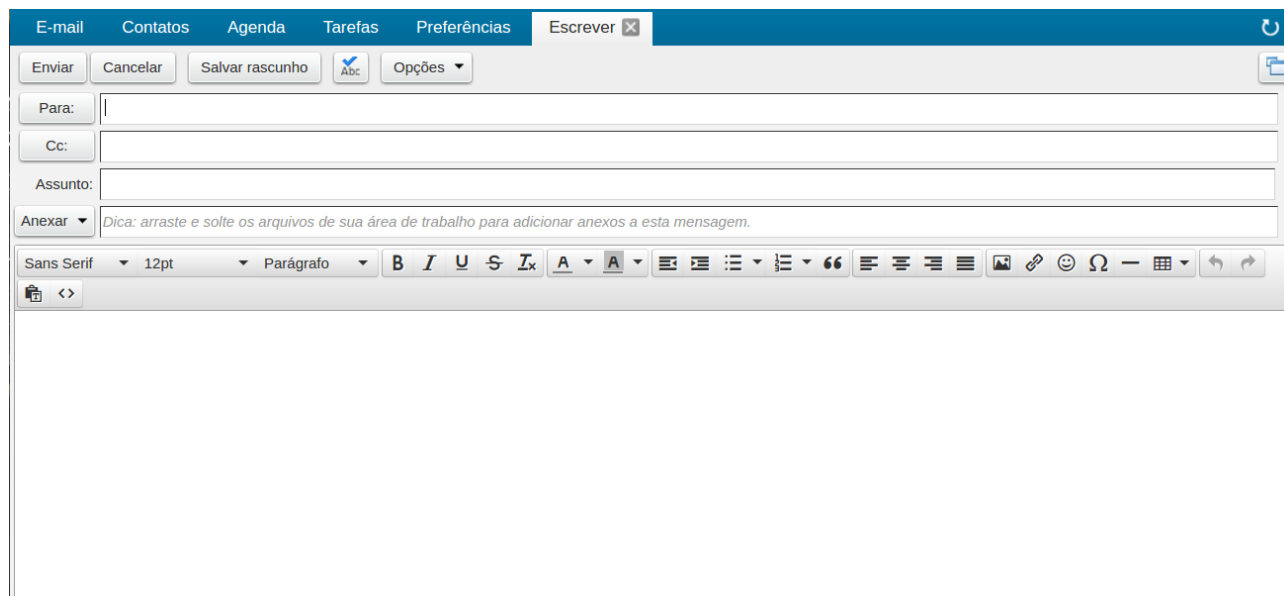 E-mail Contatos Agenda Tarefas Preferências Escrever
Enviar Cancelar Salvar rascunho Abc Opções
Para:
Cc:
Assunto:
Anexar Dica: arraste e solte os arquivos de sua área de trabalho para adicionar anexos a esta mensagem.
Sans Serif 12pt Parágrafo B I U S Ix A A Ω